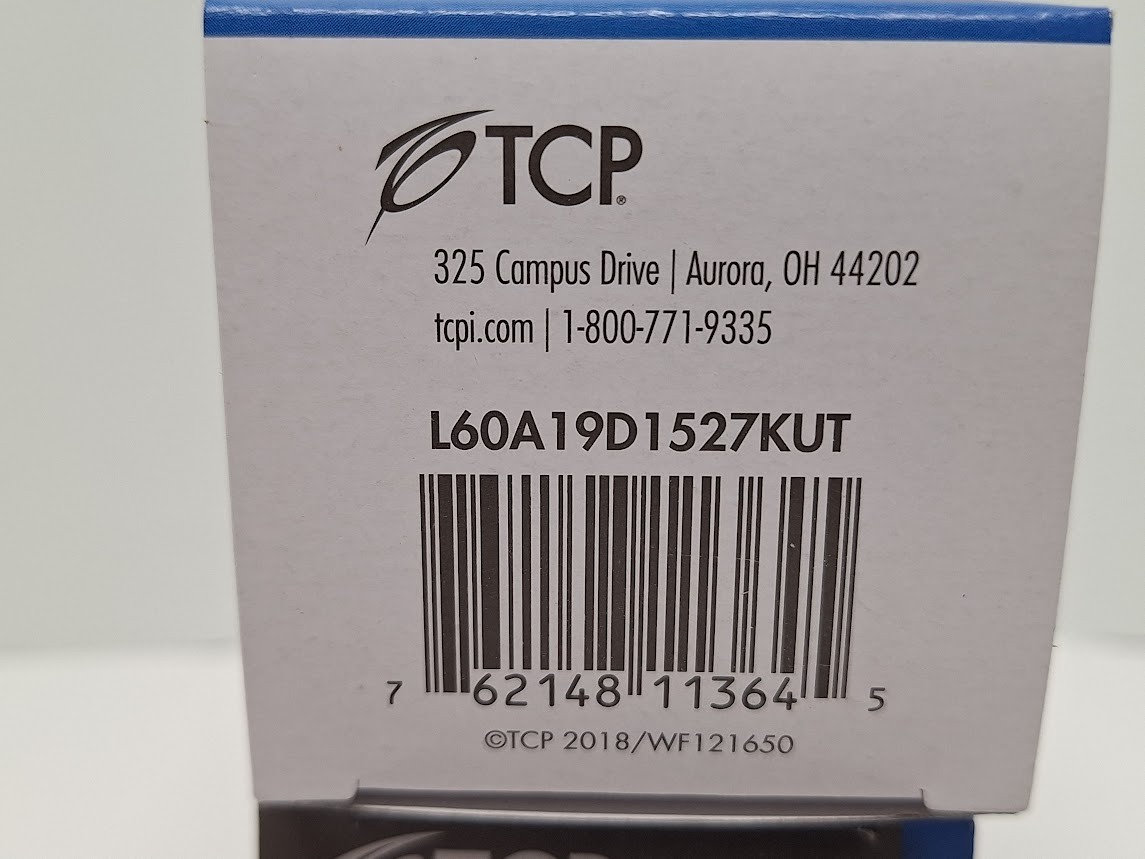 TCP®
325 Campus Drive | Aurora, OH 44202
tcpi.com | 1-800-771-9335
L60A19D1527KUT
7 62148 11364 5
©TCP 2018/WF121650
TCP